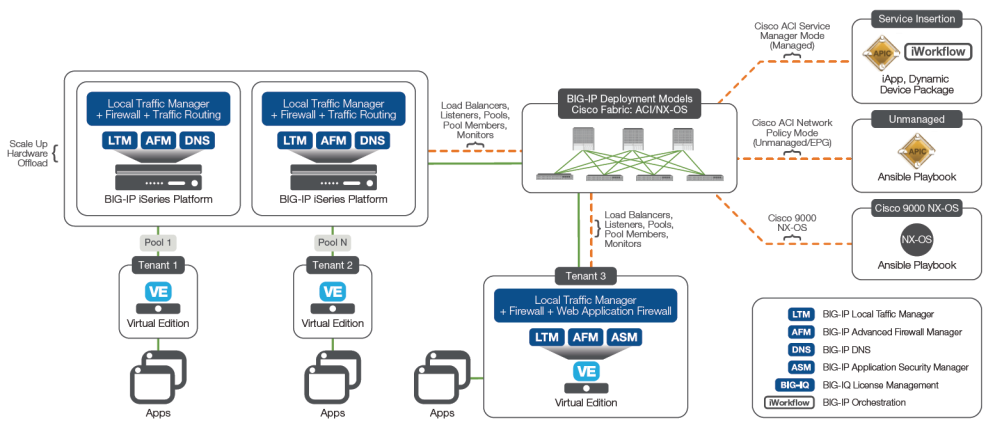 Scale Up
Hardware
Offload
Local Traffic Manager
+ Firewall + Traffic Routing
LTM AFM DNS
BIG-IP iSeries Platform
Local Traffic Manager
+ Firewall + Traffic Routing
LTM AFM DNS
BIG-IP iSeries Platform
Pool 1
Tenant 1
VE
Virtual Edition
Apps
Pool N
Tenant 2
VE
Virtual Edition
Apps
Load Balancers,
Listeners, Pools,
Pool Members,
Monitors
BIG-IP Deployment Models
Cisco Fabric: ACI/NX-OS
Load Balancers,
Listeners, Pools,
Pool Members,
Monitors
Tenant 3
Local Traffic Manager
+ Firewall + Web Application Firewall
LTM AFM ASM
VE
Virtual Edition
Apps
Cisco ACI Service
Manager Mode
(Managed)
Service Insertion
APIC
iWorkflow
iApp, Dynamic
Device Package
Cisco ACI Network
Policy Mode
(Unmanaged/EPG)
Unmanaged
APIC
Ansible Playbook
Cisco 9000
NX-OS
Cisco 9000 NX-OS
NX-OS
Ansible Playbook
LTM BIG-IP Local Taffic Manager
AFM BIG-IP Advanced Firewall Manager
DNS BIG-IP DNS
ASM BIG-IP Application Security Manager
BIG-IQ BIG-IQ License Management
iWorkflow BIG-IP Orchestration